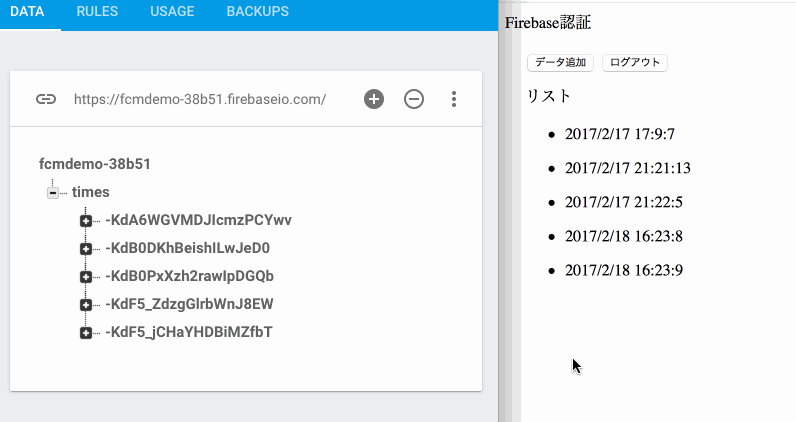 DATA RULES USAGE BACKUPS
https://fcmdemo-38b51.firebaseio.com/
fcmdemo-38b51
times
-KdA6WGVMDJIcmzPCYwv
-KdB0DKhBeishILwJeD0
-KdB0PxXzh2rawIpDGQb
-KdF5_ZdzgGlrbWnJ8EW
-KdF5_jCHaYHDBiMZfbT
Firebase認証
データ追加 ログアウト
リスト
2017/2/17 17:9:7
2017/2/17 21:21:13
2017/2/17 21:22:5
2017/2/18 16:23:8
2017/2/18 16:23:9